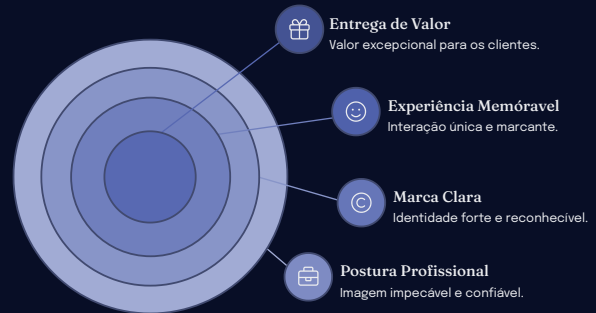 Entrega de Valor
Valor excepcional para os clientes.
Experiência Memóravel
Interação única e marcante.
Marca Clara
Identidade forte e reconhecível.
Postura Profissional
Imagem impecável e confiável.